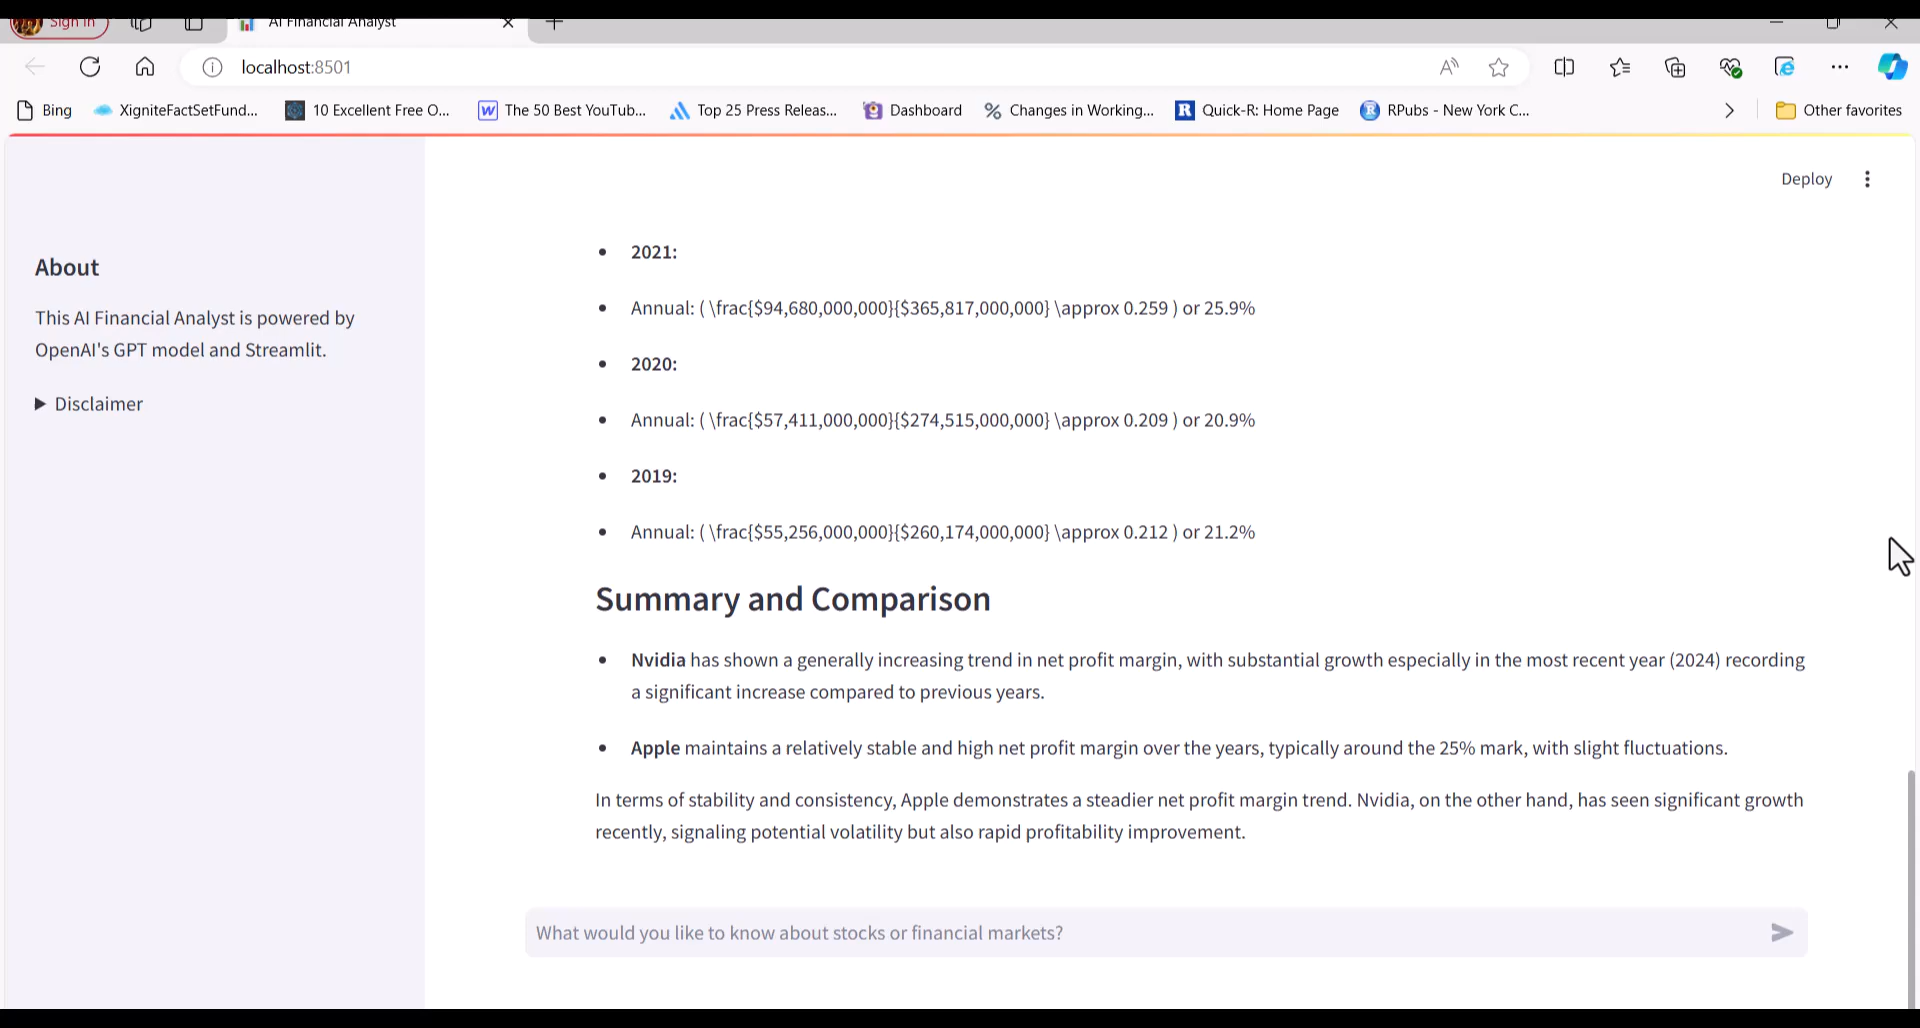 Sign in
AI Financial Analyst
localhost:8501
Bing
XigniteFactSetFund...
10 Excellent Free O...
The 50 Best YouTub...
Top 25 Press Releas...
Dashboard
Changes in Working...
Quick-R: Home Page
RPubs - New York C...
Other favorites
Deploy
About
This AI Financial Analyst is powered by
OpenAI's GPT model and Streamlit.
Disclaimer
2021:
Annual: ( \frac{$94,680,000,000}{$365,817,000,000} \approx 0.259 ) or 25.9%
2020:
Annual: ( \frac{$57,411,000,000}{$274,515,000,000} \approx 0.209 ) or 20.9%
2019:
Annual: ( \frac{$55,256,000,000}{$260,174,000,000} \approx 0.212 ) or 21.2%
Summary and Comparison
Nvidia has shown a generally increasing trend in net profit margin, with substantial growth especially in the most recent year (2024) recording
a significant increase compared to previous years.
Apple maintains a relatively stable and high net profit margin over the years, typically around the 25% mark, with slight fluctuations.
In terms of stability and consistency, Apple demonstrates a steadier net profit margin trend. Nvidia, on the other hand, has seen significant growth
recently, signaling potential volatility but also rapid profitability improvement.
What would you like to know about stocks or financial markets?